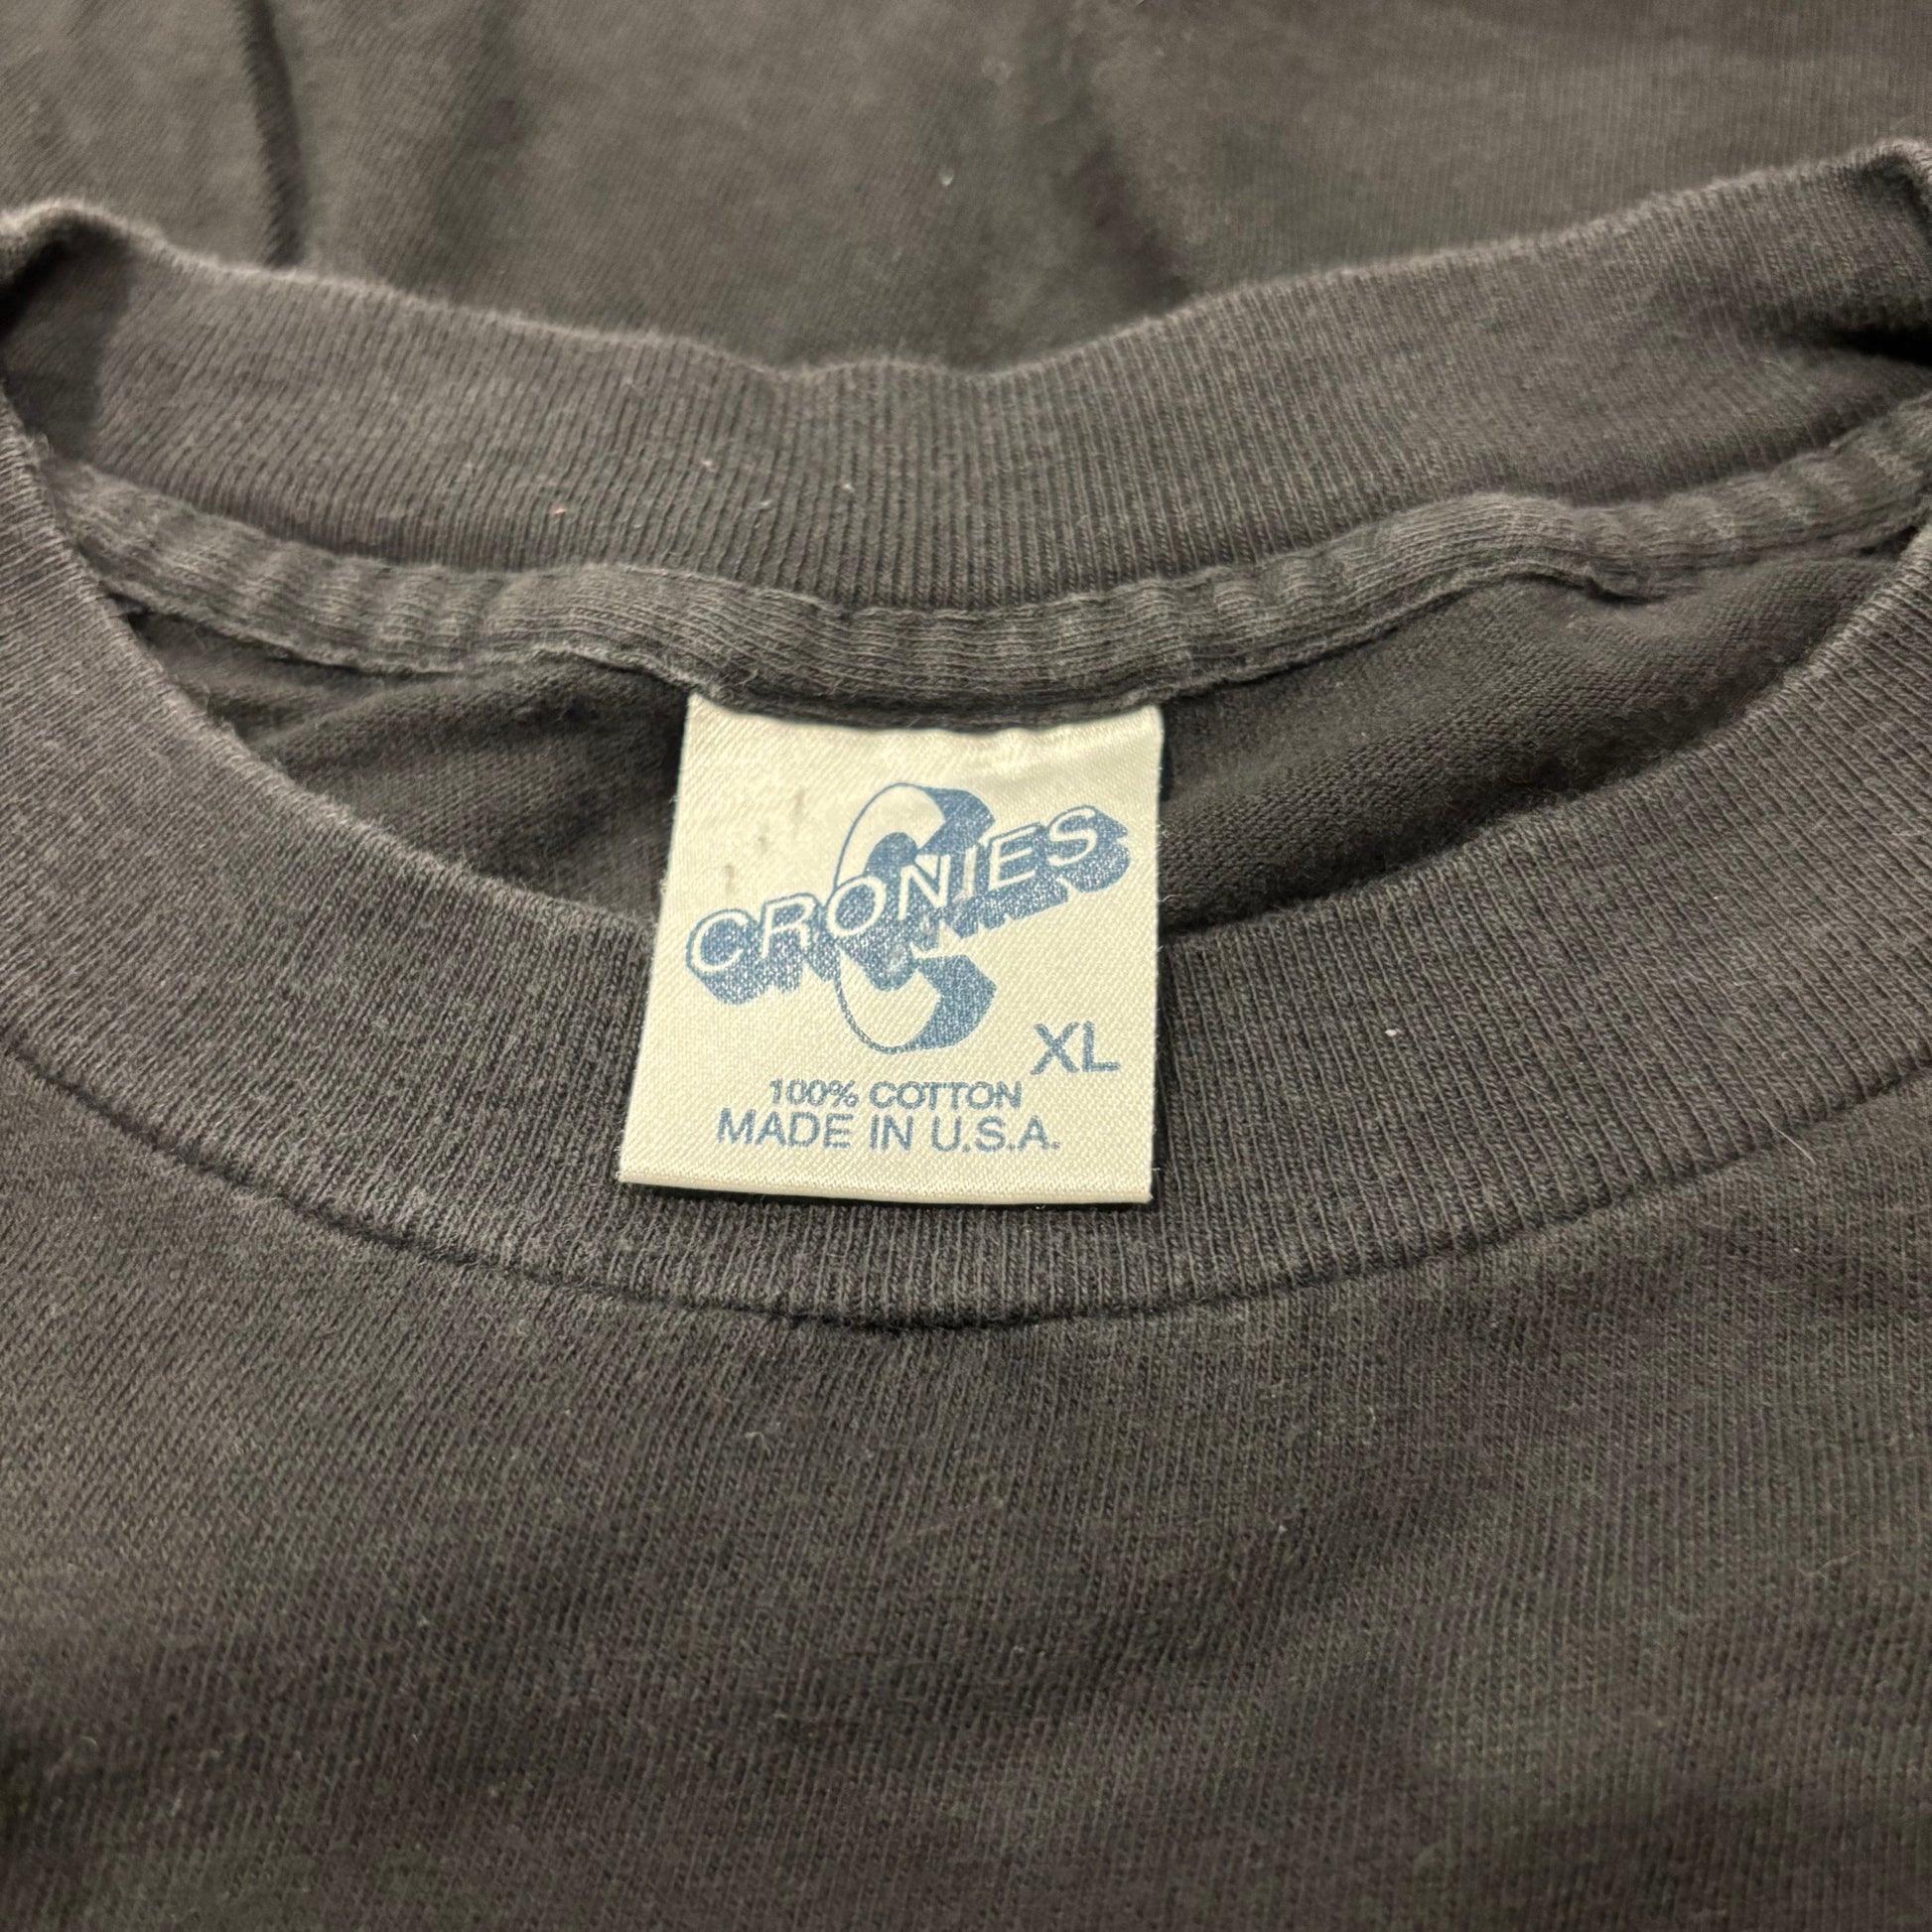 CRONIES
XL
100% COTTON
MADE IN U.S.A.